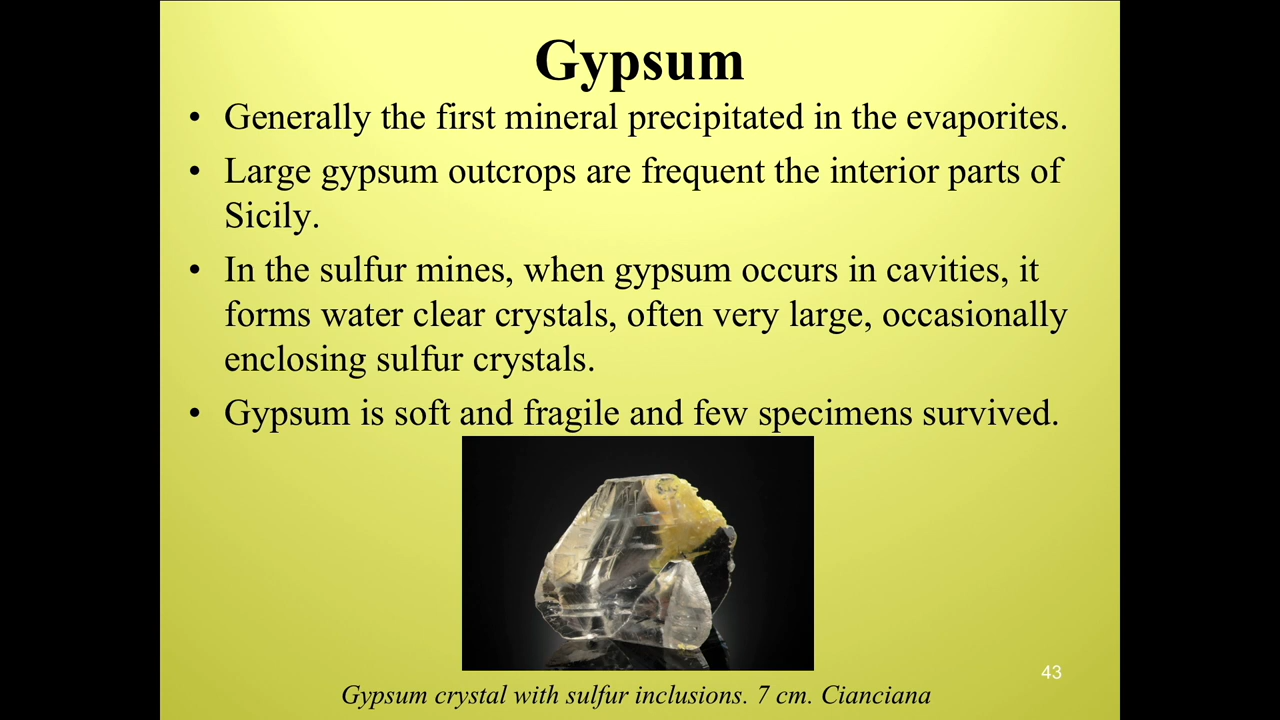 Gypsum
• Generally the first mineral precipitated in the evaporites.
• Large gypsum outcrops are frequent the interior parts of
Sicily.
• In the sulfur mines, when gypsum occurs in cavities, it
forms water clear crystals, often very large, occasionally
enclosing sulfur crystals.
• Gypsum is soft and fragile and few specimens survived.
43
Gypsum crystal with sulfur inclusions. 7 cm. Cianciana